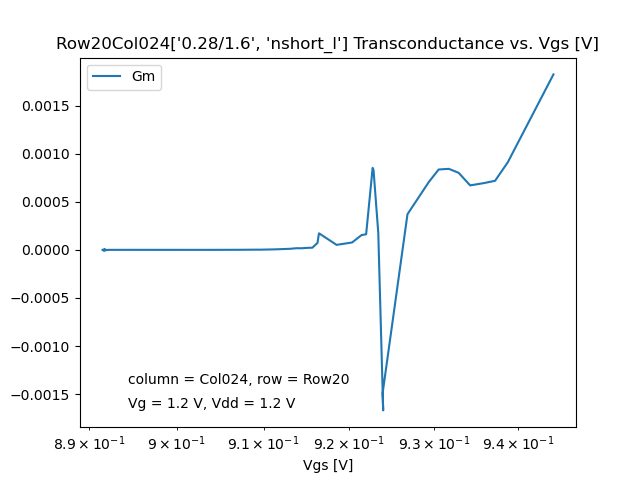 Row20Col024['0.28/1.6', 'nshort_l'] Transconductance vs. Vgs [V]
Gm
0.0015
0.0010
0.0005
0.0000
−0.0005
−0.0010
−0.0015
column = Col024, row = Row20
Vg = 1.2 V, Vdd = 1.2 V
8.9 × 10⁻¹ 9 × 10⁻¹ 9.1 × 10⁻¹ 9.2 × 10⁻¹ 9.3 × 10⁻¹ 9.4 × 10⁻¹
Vgs [V]